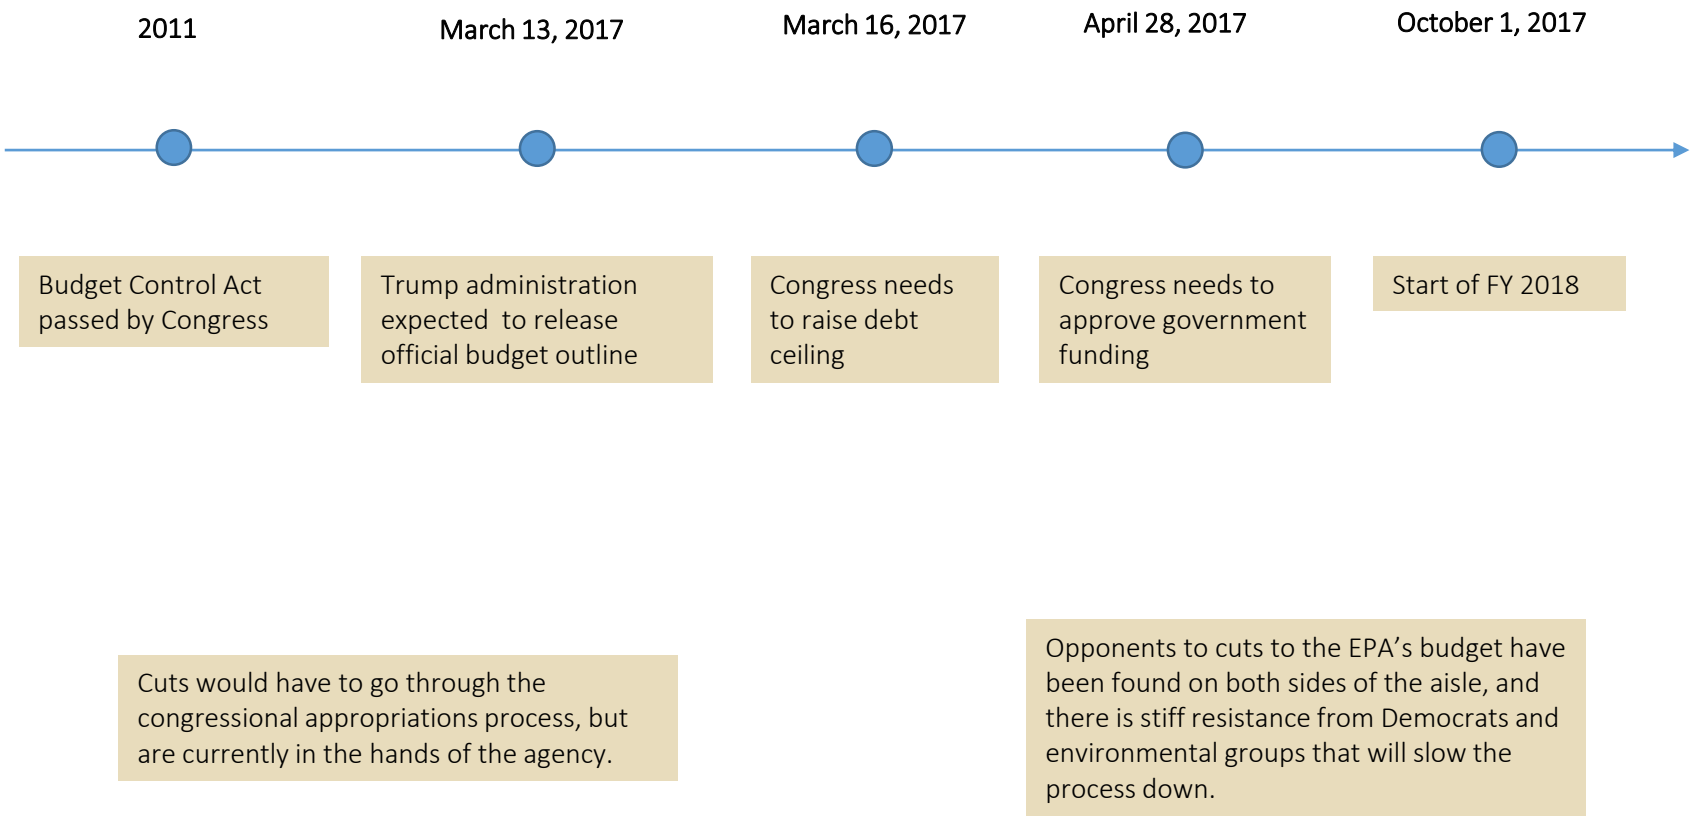 2011
March 13, 2017
March 16, 2017
April 28, 2017
October 1, 2017
Budget Control Act
passed by Congress
Trump administration
expected  to release
official budget outline
Congress needs
to raise debt
ceiling
Congress needs to
approve government
funding
Start of FY 2018
Cuts would have to go through the
congressional appropriations process, but
are currently in the hands of the agency.
Opponents to cuts to the EPA’s budget have
been found on both sides of the aisle, and
there is stiff resistance from Democrats and
environmental groups that will slow the
process down.